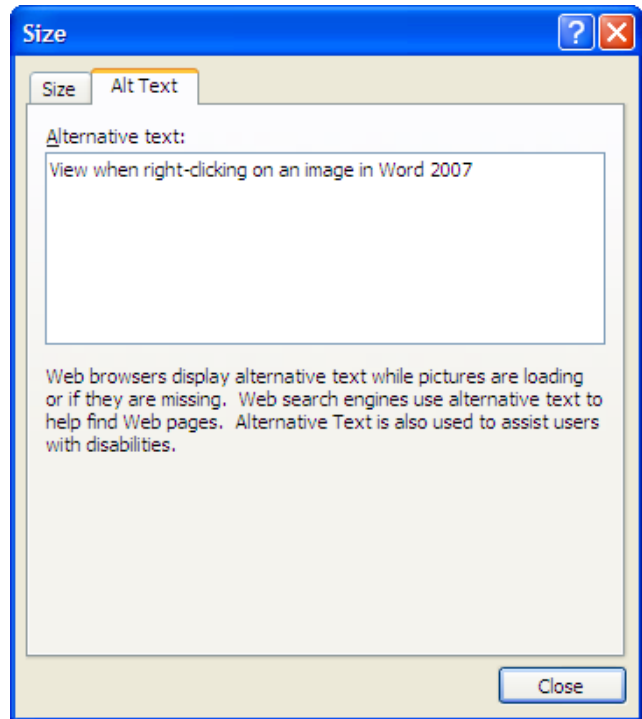 Size
?
Size
Alt Text
Alternative text:
View when right-clicking on an image in Word 2007
Web browsers display alternative text while pictures are loading
or if they are missing.  Web search engines use alternative text to
help find Web pages.  Alternative Text is also used to assist users
with disabilities.
Close